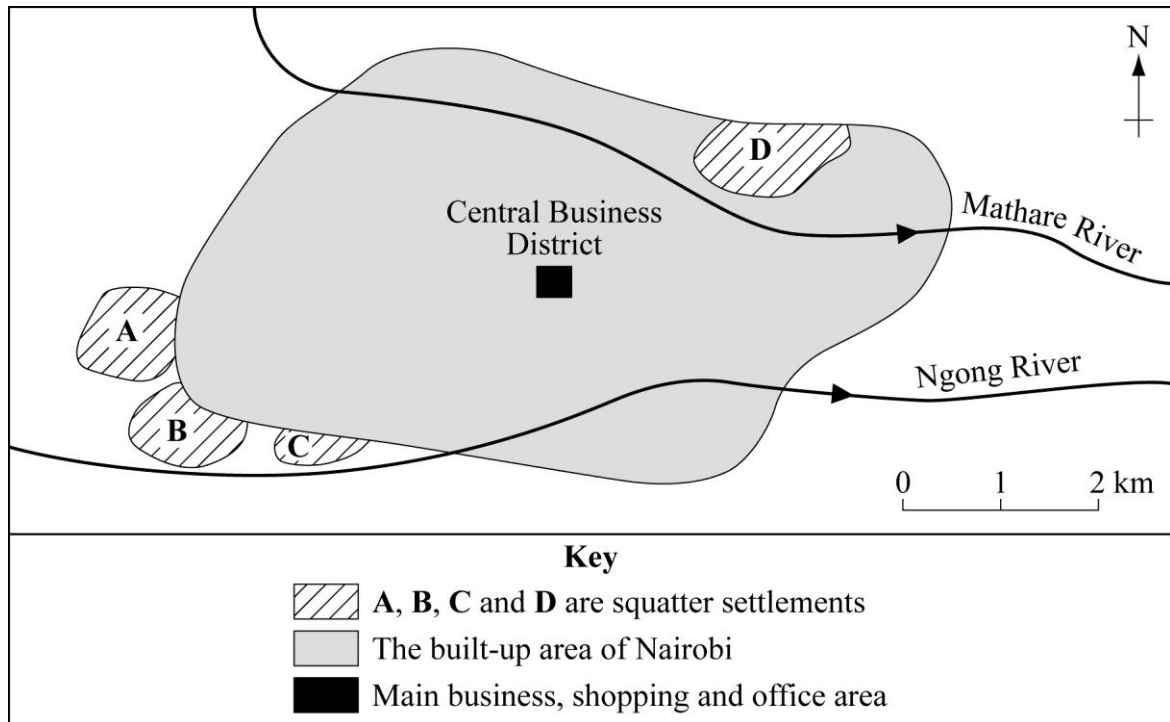 N
D
Mathare River
Central Business
District
A
Ngong River
B
C
0 1 2 km
Key
A, B, C and D are squatter settlements
The built-up area of Nairobi
Main business, shopping and office area